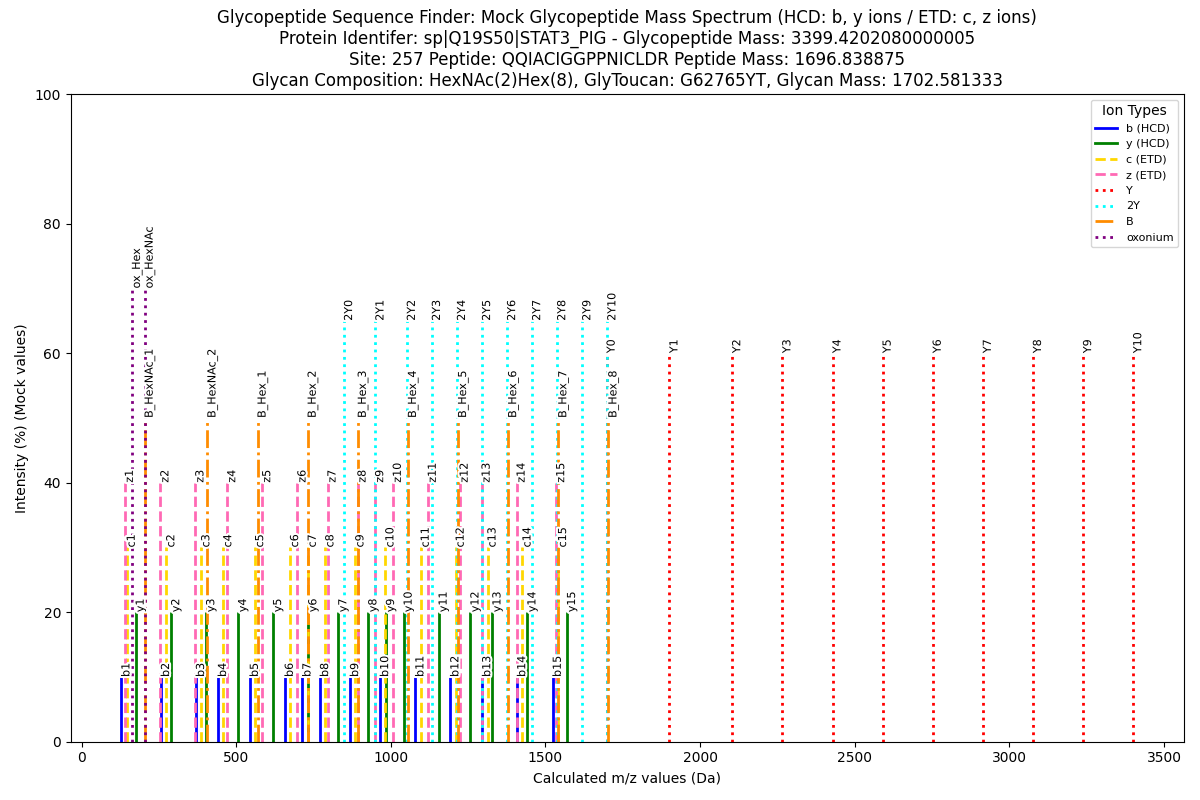 Glycopeptide Sequence Finder: Mock Glycopeptide Mass Spectrum (HCD: b, y ions / ETD: c, z ions)
Protein Identifer: sp|Q19S50|STAT3_PIG - Glycopeptide Mass: 3399.4202080000005
Site: 257 Peptide: QQIACIGGPPNICLDR Peptide Mass: 1696.838875
Glycan Composition: HexNAc(2)Hex(8), GlyToucan: G62765YT, Glycan Mass: 1702.581333
Ion Types
b (HCD)
y (HCD)
c (ETD)
z (ETD)
Y
2Y
B
oxonium
Intensity (%) (Mock values)
100
80
60
40
20
0
ox_Hex
ox_HexNAc
2Y0
2Y1
2Y2
2Y3
2Y4
2Y5
2Y6
2Y7
2Y8
2Y9
2Y10
Y0
Y1
Y2
Y3
Y4
Y5
Y6
Y7
Y8
Y9
Y10
B_HexNAc_1
B_HexNAc_2
B_Hex_1
B_Hex_2
B_Hex_3
B_Hex_4
B_Hex_5
B_Hex_6
B_Hex_7
B_Hex_8
z1
z2
z3
z4
z5
z6
z7
z8
z9
z10
z11
z12
z13
z14
z15
c1
c2
c3
c4
c5
c6
c7
c8
c9
c10
c11
c12
c13
c14
c15
y1
y2
y3
y4
y5
y6
y7
y8
y9
y10
y11
y12
y13
y14
y15
b1
b2
b3
b4
b5
b6
b7
b8
b9
b10
b11
b12
b13
b14
b15
0
500
1000
1500
2000
2500
3000
3500
Calculated m/z values (Da)